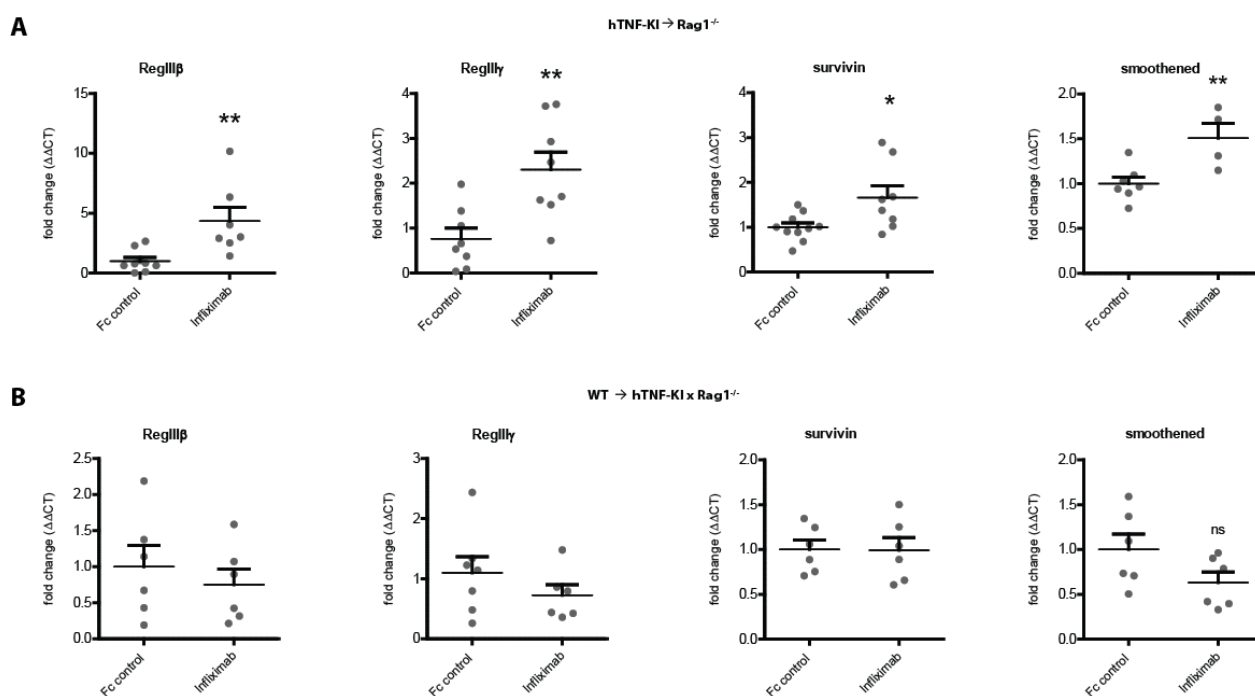 A
hTNF-KI → Rag1-/-
RegIIIβ
fold change (ΔΔCT)
15
10
5
0
**
Fc control
Infliximab
RegIIIγ
fold change (ΔΔCT)
4
3
2
1
0
**
Fc control
Infliximab
survivin
fold change (ΔΔCT)
4
3
2
1
0
*
Fc control
Infliximab
smoothened
fold change (ΔΔCT)
2.0
1.5
1.0
0.5
0.0
**
Fc control
Infliximab
B
WT → hTNF-KI x Rag1-/-
RegIIIβ
fold change (ΔΔCT)
2.5
2.0
1.5
1.0
0.5
0.0
Fc control
Infliximab
RegIIIγ
fold change (ΔΔCT)
3
2
1
0
Fc control
Infliximab
survivin
fold change (ΔΔCT)
2.0
1.5
1.0
0.5
0.0
Fc control
Infliximab
smoothened
fold change (ΔΔCT)
2.0
1.5
1.0
0.5
0.0
ns
Fc control
Infliximab